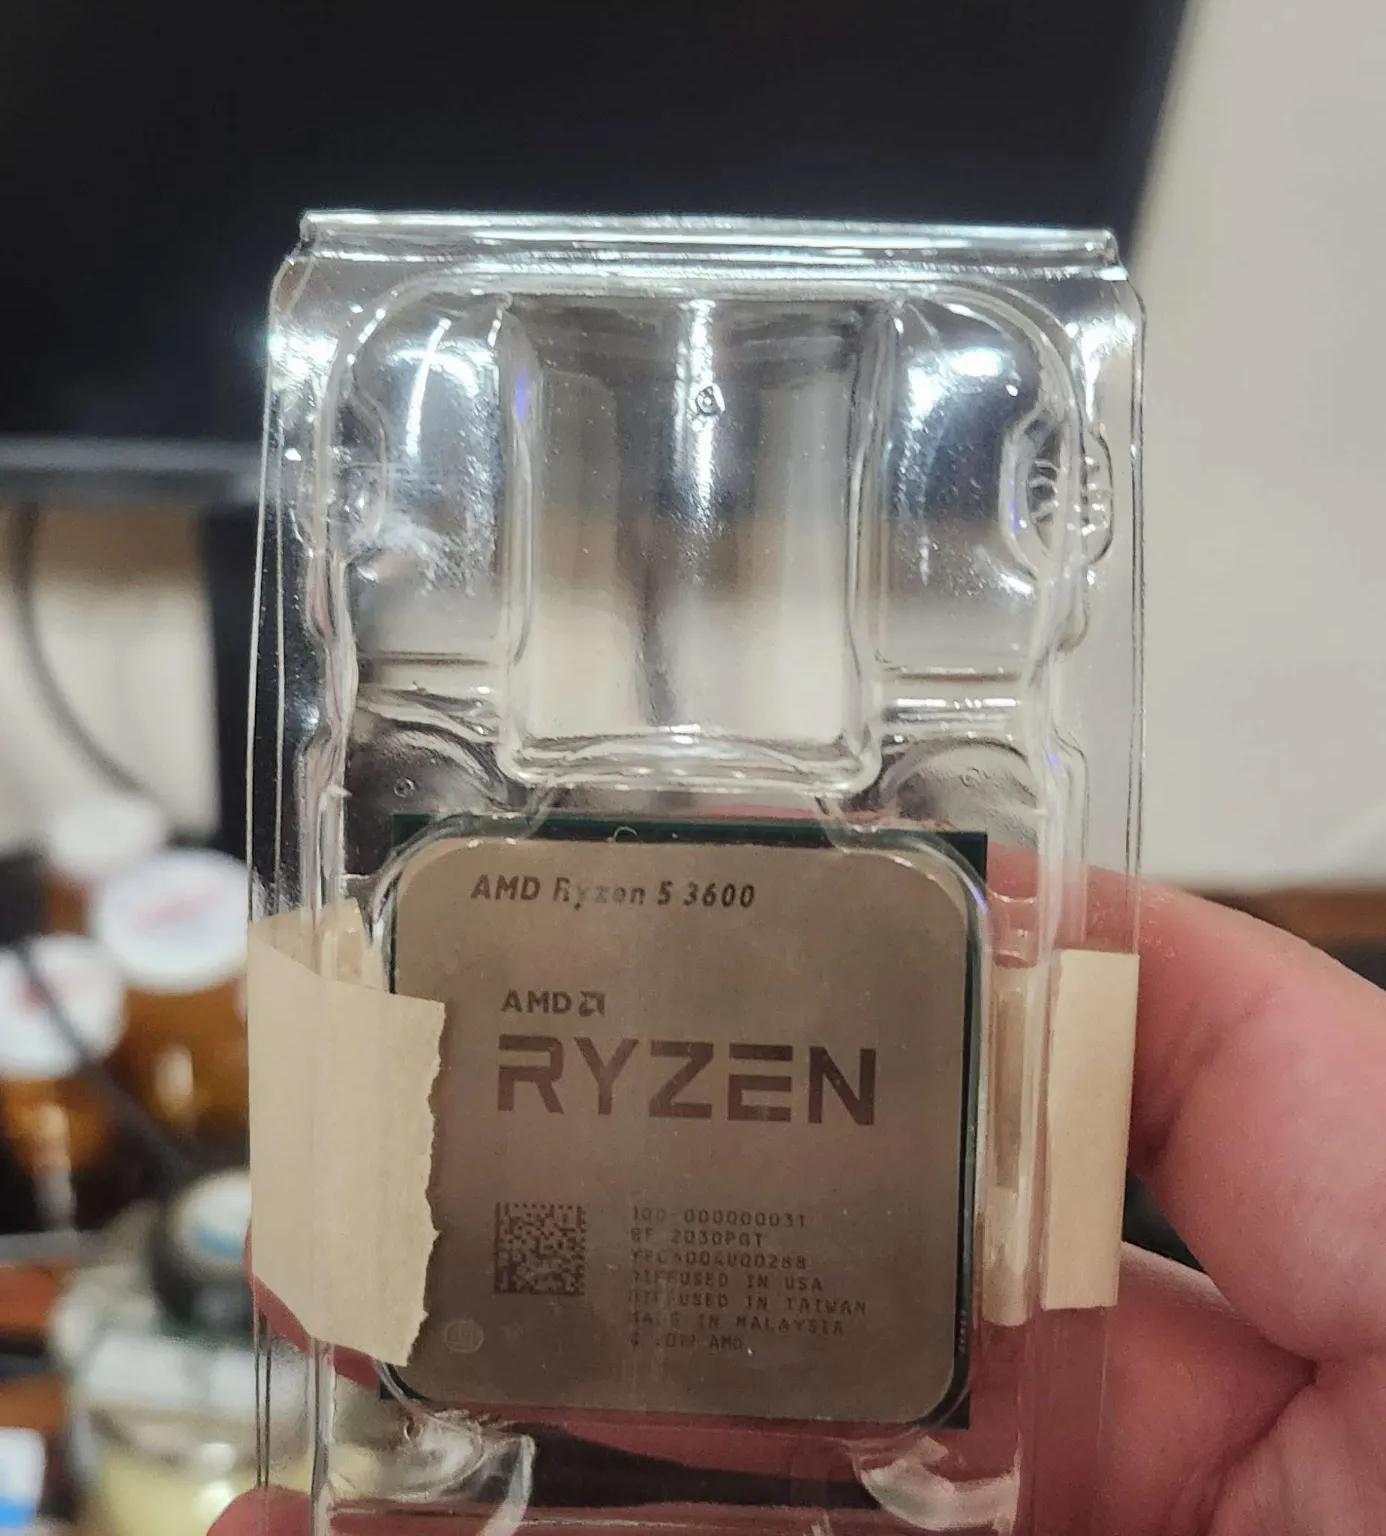 AMD Ryzen 5 3600
AMD
RYZEN
100-000000031
BF 2030PGT
DIFFUSED IN USA
DIFFUSED IN TAIWAN
MADE IN MALAYSIA
AMD